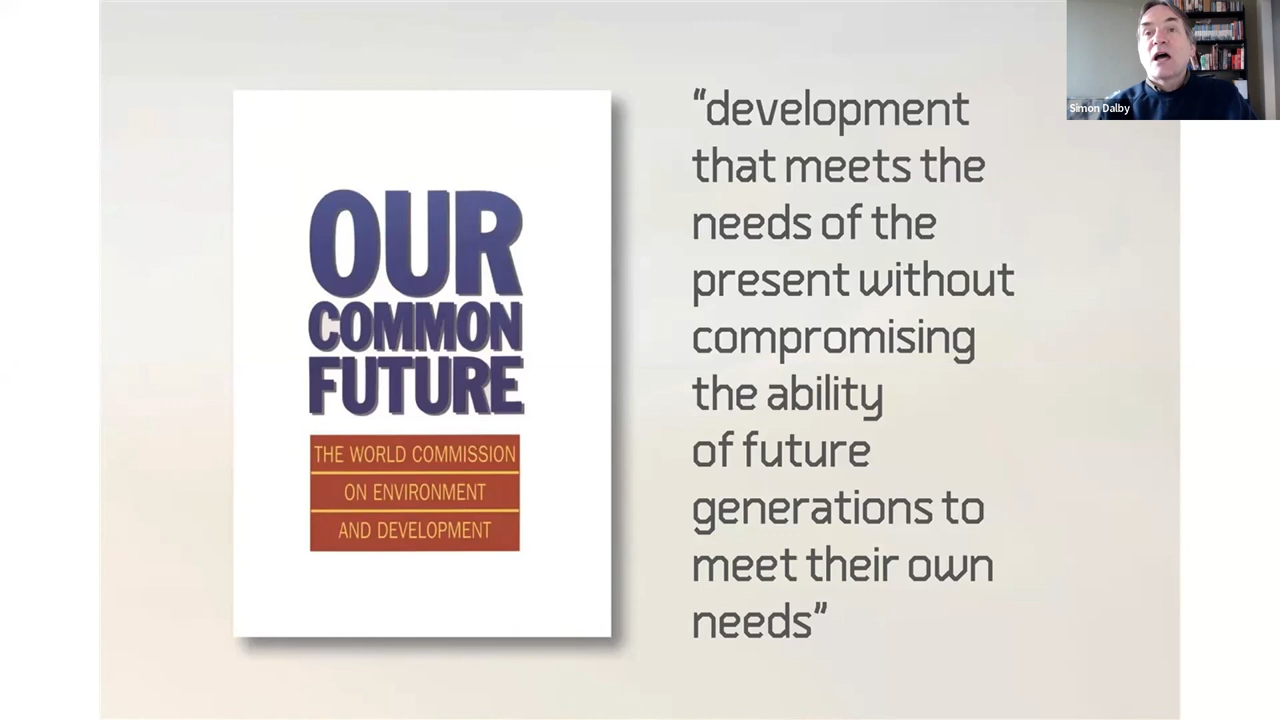 OUR
COMMON
FUTURE
THE WORLD COMMISSION
ON ENVIRONMENT
AND DEVELOPMENT
“development
that meets the
needs of the
present without
compromising
the ability
of future
generations to
meet their own
needs”
Simon Dalby